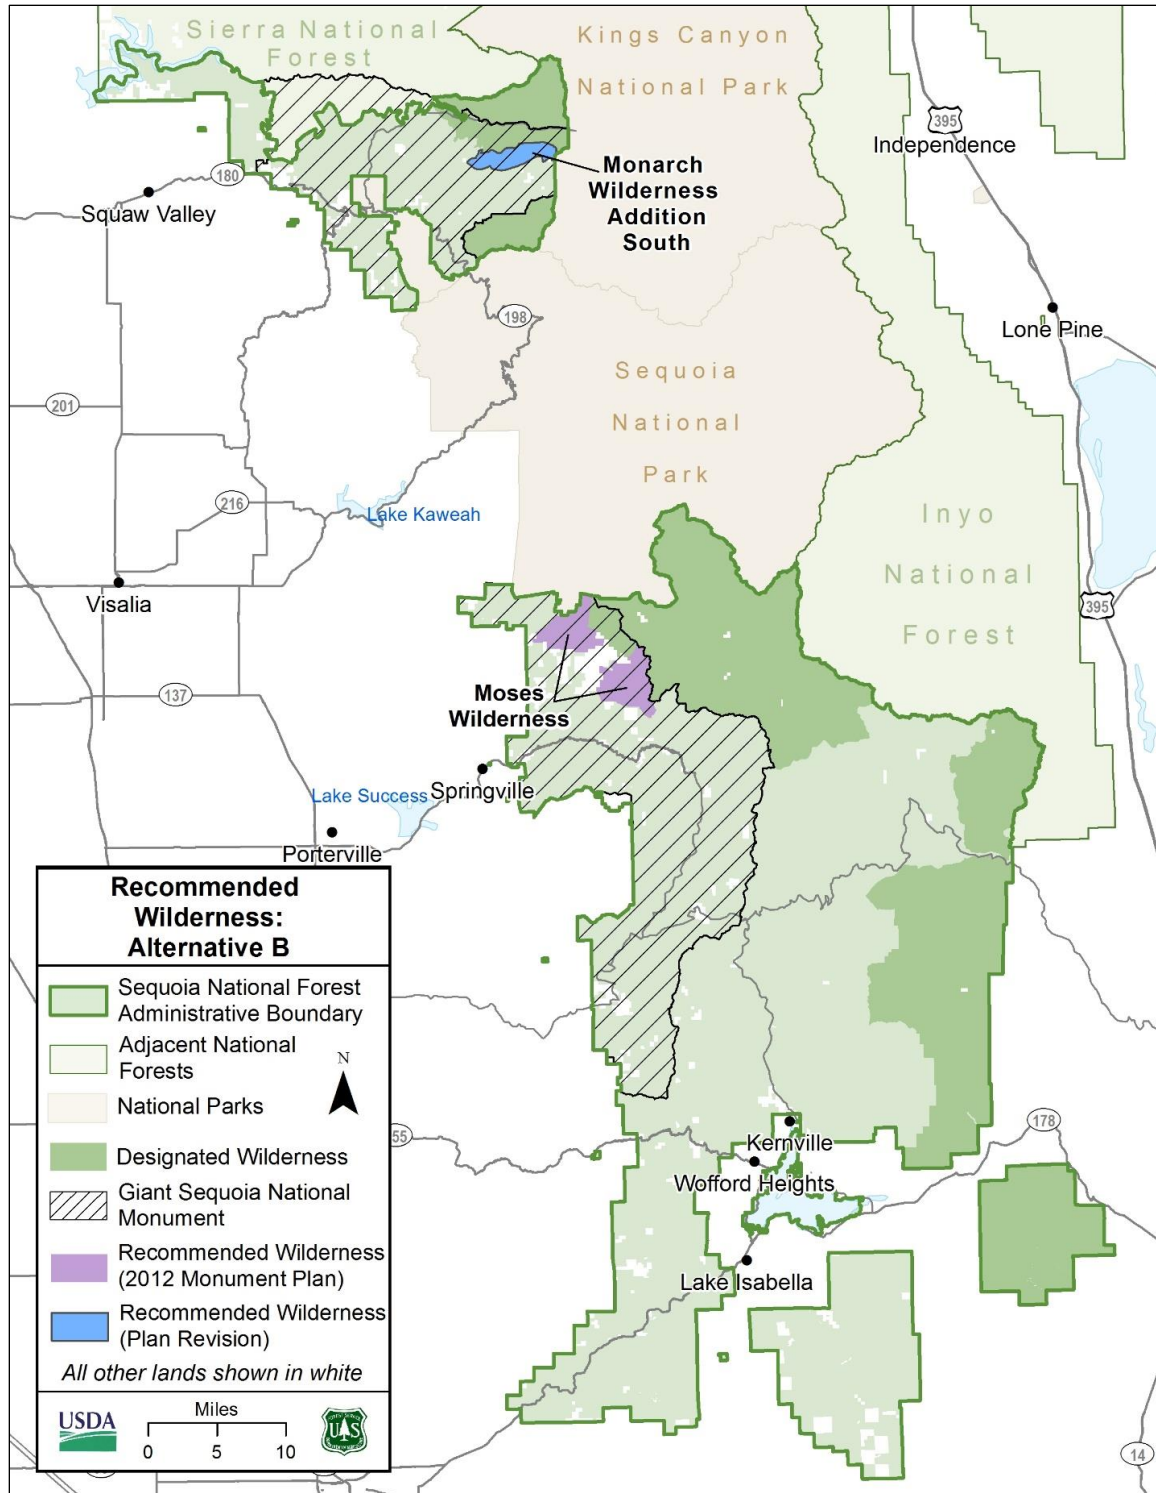 Sierra National
Forest
Kings Canyon
National Park
395
Independence
Monarch
Wilderness
Addition
South
180
Squaw Valley
198
Lone Pine
Sequoia
National
Park
201
216
Lake Kaweah
Inyo
National
Forest
Visalia
395
137
Moses
Wilderness
Springville
Lake Success
Porterville
Recommended
Wilderness:
Alternative B
Sequoia National Forest
Administrative Boundary
Adjacent National
Forests
National Parks
N
Designated Wilderness
Giant Sequoia National
Monument
Recommended Wilderness
(2012 Monument Plan)
Recommended Wilderness
(Plan Revision)
All other lands shown in white
USDA
Miles
0 5 10
U S
55
178
Kernville
Wofford Heights
Lake Isabella
14